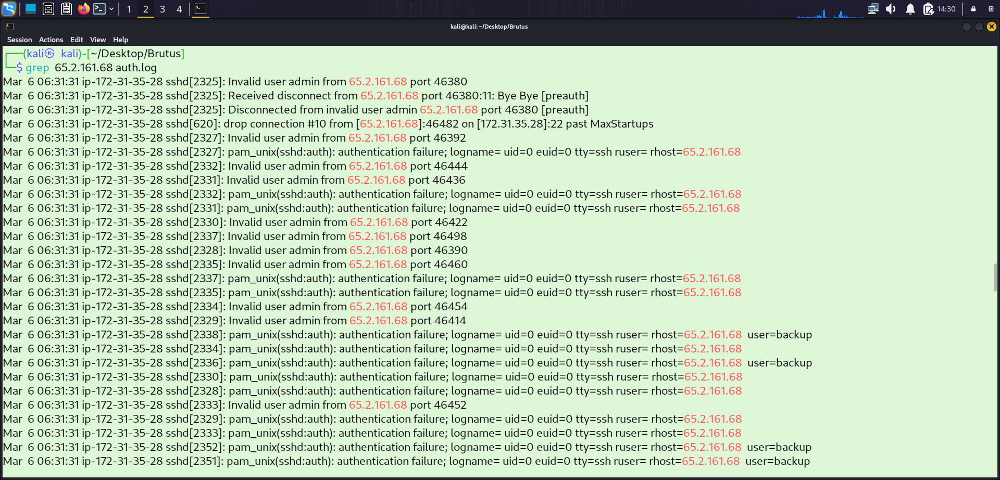 1 2 3 4 14:30
kali@kali: ~/Desktop/Brutus
Session Actions Edit View Help
┌──(kali㉿ kali)-[~/Desktop/Brutus]
└─$ grep 65.2.161.68 auth.log
Mar  6 06:31:31 ip-172-31-35-28 sshd[2325]: Invalid user admin from 65.2.161.68 port 46380
Mar  6 06:31:31 ip-172-31-35-28 sshd[2325]: Received disconnect from 65.2.161.68 port 46380:11: Bye Bye [preauth]
Mar  6 06:31:31 ip-172-31-35-28 sshd[2325]: Disconnected from invalid user admin 65.2.161.68 port 46380 [preauth]
Mar  6 06:31:31 ip-172-31-35-28 sshd[620]: drop connection #10 from [65.2.161.68]:46482 on [172.31.35.28]:22 past MaxStartups
Mar  6 06:31:31 ip-172-31-35-28 sshd[2327]: Invalid user admin from 65.2.161.68 port 46392
Mar  6 06:31:31 ip-172-31-35-28 sshd[2327]: pam_unix(sshd:auth): authentication failure; logname= uid=0 euid=0 tty=ssh ruser= rhost=65.2.161.68
Mar  6 06:31:31 ip-172-31-35-28 sshd[2332]: Invalid user admin from 65.2.161.68 port 46444
Mar  6 06:31:31 ip-172-31-35-28 sshd[2331]: Invalid user admin from 65.2.161.68 port 46436
Mar  6 06:31:31 ip-172-31-35-28 sshd[2332]: pam_unix(sshd:auth): authentication failure; logname= uid=0 euid=0 tty=ssh ruser= rhost=65.2.161.68
Mar  6 06:31:31 ip-172-31-35-28 sshd[2331]: pam_unix(sshd:auth): authentication failure; logname= uid=0 euid=0 tty=ssh ruser= rhost=65.2.161.68
Mar  6 06:31:31 ip-172-31-35-28 sshd[2330]: Invalid user admin from 65.2.161.68 port 46422
Mar  6 06:31:31 ip-172-31-35-28 sshd[2337]: Invalid user admin from 65.2.161.68 port 46498
Mar  6 06:31:31 ip-172-31-35-28 sshd[2328]: Invalid user admin from 65.2.161.68 port 46390
Mar  6 06:31:31 ip-172-31-35-28 sshd[2335]: Invalid user admin from 65.2.161.68 port 46460
Mar  6 06:31:31 ip-172-31-35-28 sshd[2337]: pam_unix(sshd:auth): authentication failure; logname= uid=0 euid=0 tty=ssh ruser= rhost=65.2.161.68
Mar  6 06:31:31 ip-172-31-35-28 sshd[2335]: pam_unix(sshd:auth): authentication failure; logname= uid=0 euid=0 tty=ssh ruser= rhost=65.2.161.68
Mar  6 06:31:31 ip-172-31-35-28 sshd[2334]: Invalid user admin from 65.2.161.68 port 46454
Mar  6 06:31:31 ip-172-31-35-28 sshd[2329]: Invalid user admin from 65.2.161.68 port 46414
Mar  6 06:31:31 ip-172-31-35-28 sshd[2338]: pam_unix(sshd:auth): authentication failure; logname= uid=0 euid=0 tty=ssh ruser= rhost=65.2.161.68  user=backup
Mar  6 06:31:31 ip-172-31-35-28 sshd[2334]: pam_unix(sshd:auth): authentication failure; logname= uid=0 euid=0 tty=ssh ruser= rhost=65.2.161.68
Mar  6 06:31:31 ip-172-31-35-28 sshd[2336]: pam_unix(sshd:auth): authentication failure; logname= uid=0 euid=0 tty=ssh ruser= rhost=65.2.161.68  user=backup
Mar  6 06:31:31 ip-172-31-35-28 sshd[2330]: pam_unix(sshd:auth): authentication failure; logname= uid=0 euid=0 tty=ssh ruser= rhost=65.2.161.68
Mar  6 06:31:31 ip-172-31-35-28 sshd[2328]: pam_unix(sshd:auth): authentication failure; logname= uid=0 euid=0 tty=ssh ruser= rhost=65.2.161.68
Mar  6 06:31:31 ip-172-31-35-28 sshd[2333]: Invalid user admin from 65.2.161.68 port 46452
Mar  6 06:31:31 ip-172-31-35-28 sshd[2329]: pam_unix(sshd:auth): authentication failure; logname= uid=0 euid=0 tty=ssh ruser= rhost=65.2.161.68
Mar  6 06:31:31 ip-172-31-35-28 sshd[2333]: pam_unix(sshd:auth): authentication failure; logname= uid=0 euid=0 tty=ssh ruser= rhost=65.2.161.68
Mar  6 06:31:31 ip-172-31-35-28 sshd[2352]: pam_unix(sshd:auth): authentication failure; logname= uid=0 euid=0 tty=ssh ruser= rhost=65.2.161.68  user=backup
Mar  6 06:31:31 ip-172-31-35-28 sshd[2351]: pam_unix(sshd:auth): authentication failure; logname= uid=0 euid=0 tty=ssh ruser= rhost=65.2.161.68  user=backup